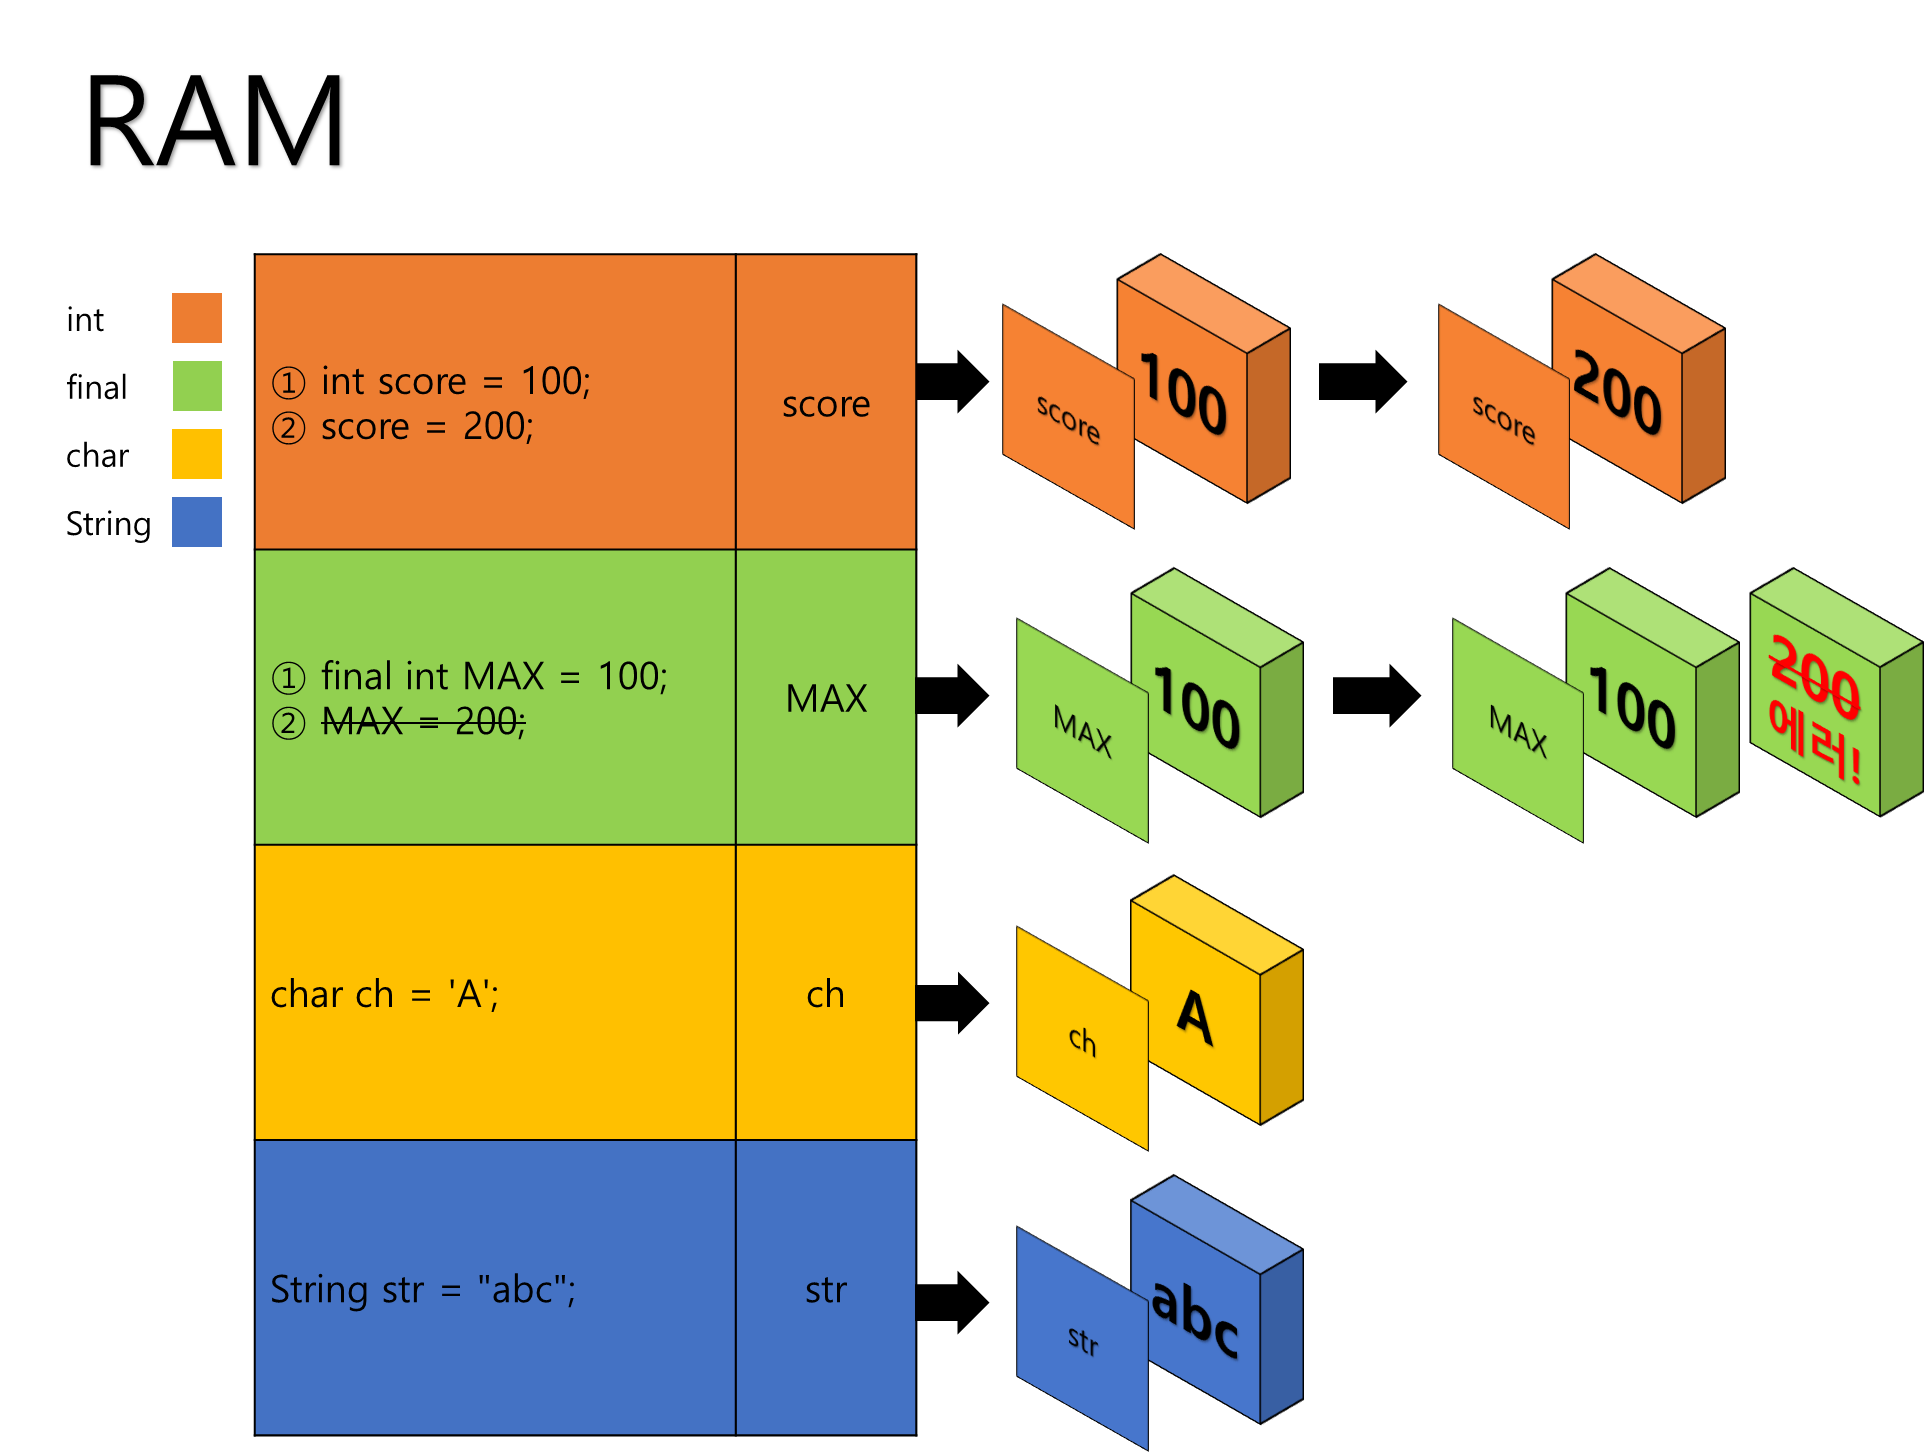 RAM
int
final
char
String
① int score = 100;
② score = 200;
score
score
100
score
200
① final int MAX = 100;
② MAX = 200;
MAX
MAX
100
MAX
100
200
에러!
char ch = 'A';
ch
ch
A
String str = "abc";
str
str
abc